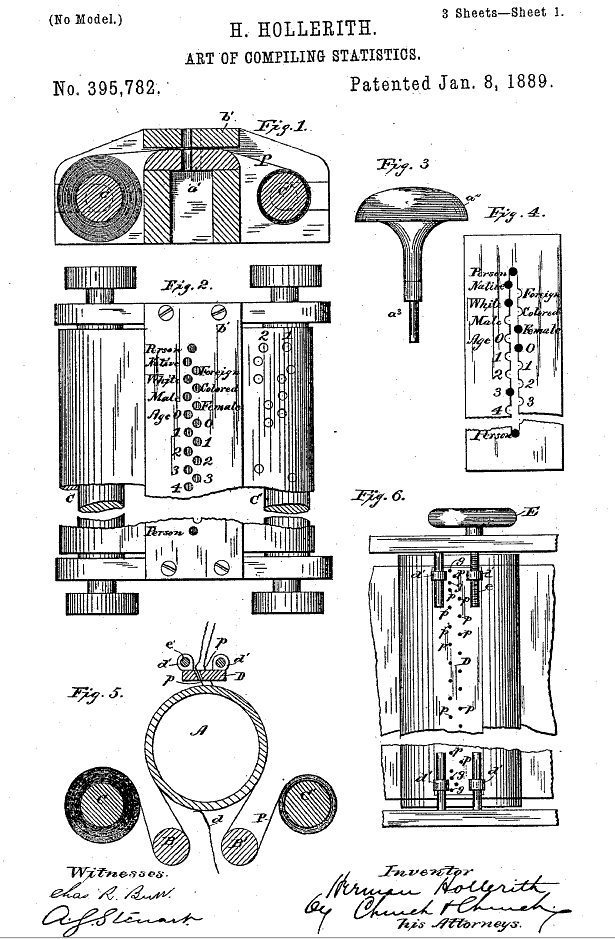 (No Model.)
3 Sheets—Sheet 1.
H. HOLLERITH.
ART OF COMPILING STATISTICS.
No. 395,782.
Patented Jan. 8, 1889.
Fig. 1.
b'
P
C
a'
C'
Fig. 3
a"
a³
Fig. 4.
Person
Native
Foreign
White
Colored
Male
Female
Age 0
0
1
1
2
2
3
3
4
Person
Fig. 2.
b'
2 1
Person
Native
Foreign
White
Colored
Male
Female
Age 0
0
1
1
2
2
3
3
4
C
C'
Person
Fig. 5.
e
p
d'
d'
p
D
A
C
C'
B
B'
P
d
Fig. 6.
E
d'
g
d'
p
p
g
e
p
p
p
p
p
p
p
D
p
p
p
p
p
d'
g
d'
g
Witnesses.
Chas R. Burr.
A. S. Steuart.
Inventor
Herman Hollerith
by Church & Church
his Attorneys.